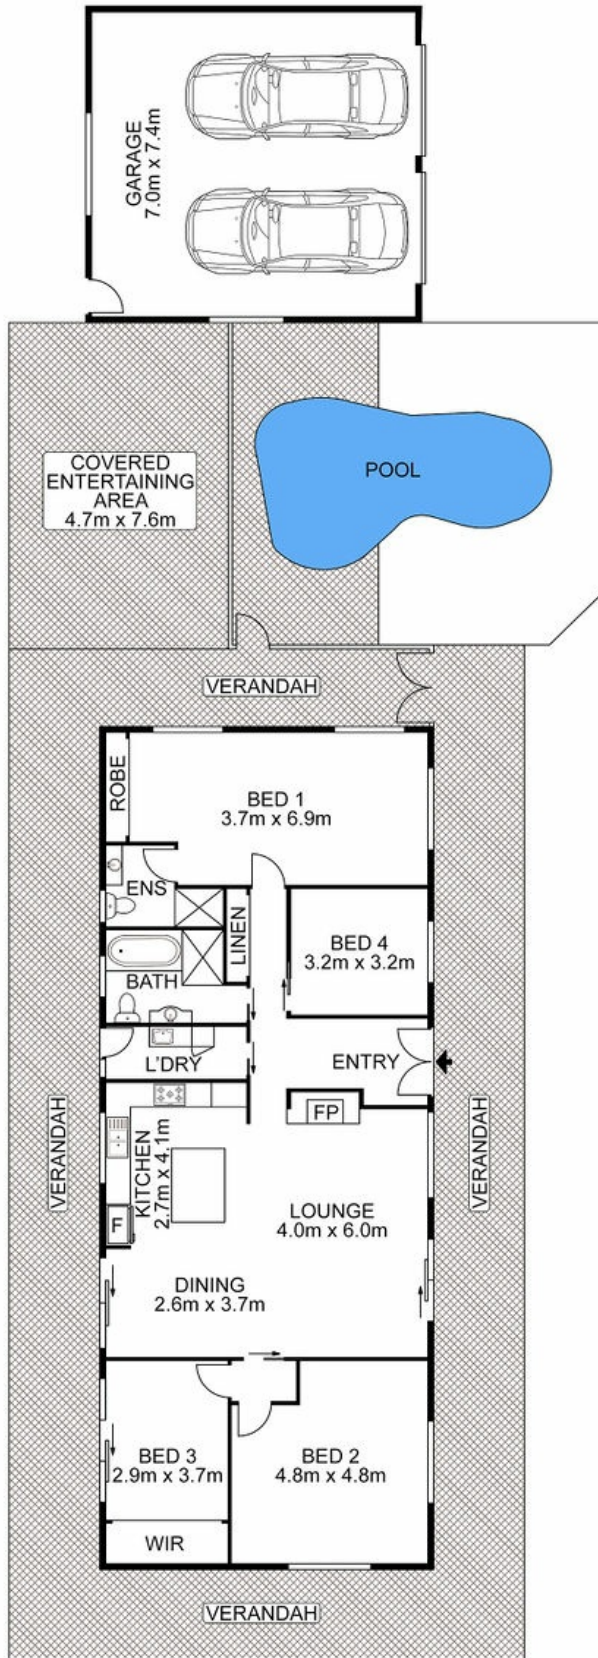 GARAGE
7.0m x 7.4m
COVERED
ENTERTAINING
AREA
4.7m x 7.6m
POOL
VERANDAH
ROBE
BED 1
3.7m x 6.9m
ENS
LINEN
BED 4
3.2m x 3.2m
BATH
L'DRY
ENTRY
VERANDAH
VERANDAH
FP
KITCHEN
2.7m x 4.1m
F
LOUNGE
4.0m x 6.0m
DINING
2.6m x 3.7m
BED 3
2.9m x 3.7m
BED 2
4.8m x 4.8m
WIR
VERANDAH